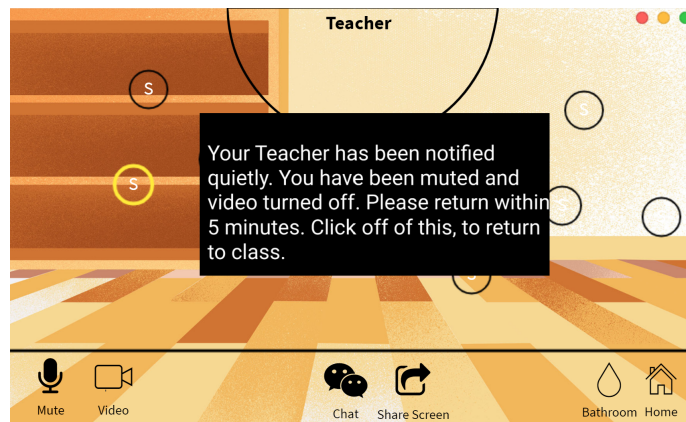 Teacher
S
S
S
Your Teacher has been notified
quietly. You have been muted and
video turned off. Please return within
5 minutes. Click off of this, to return
to class.
S
S
S
Mute
Video
Chat
Share Screen
Bathroom
Home